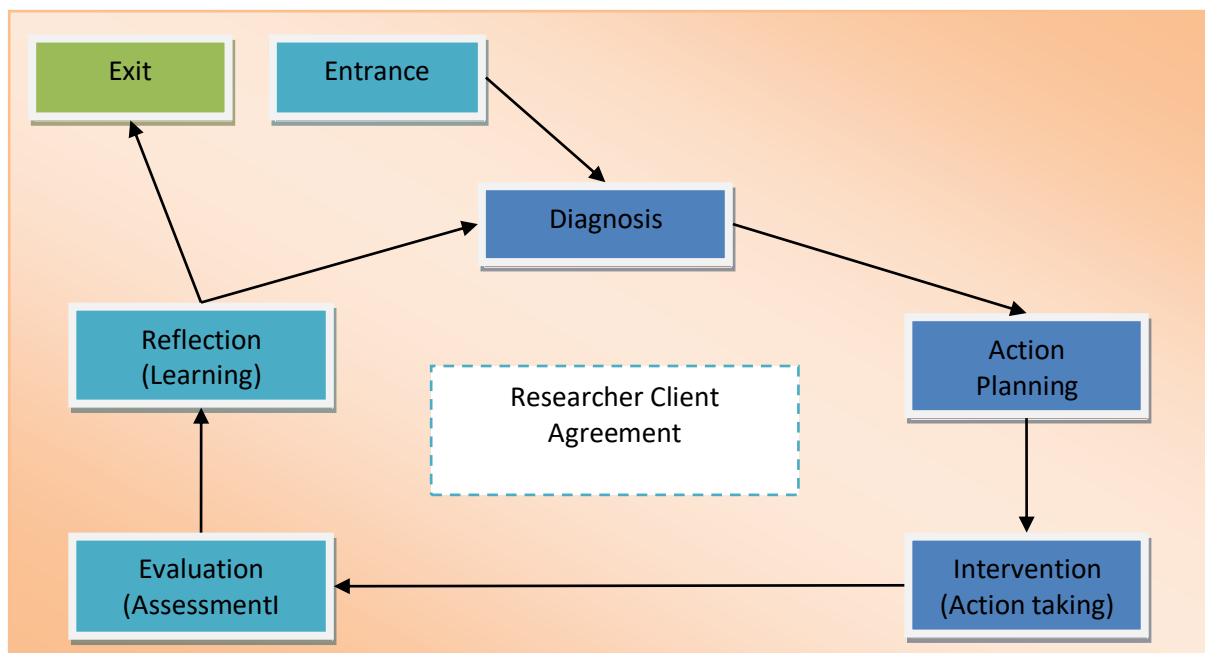 Exit
Entrance
Diagnosis
Reflection
(Learning)
Action
Planning
Researcher Client
Agreement
Evaluation
(AssessmentI
Intervention
(Action taking)